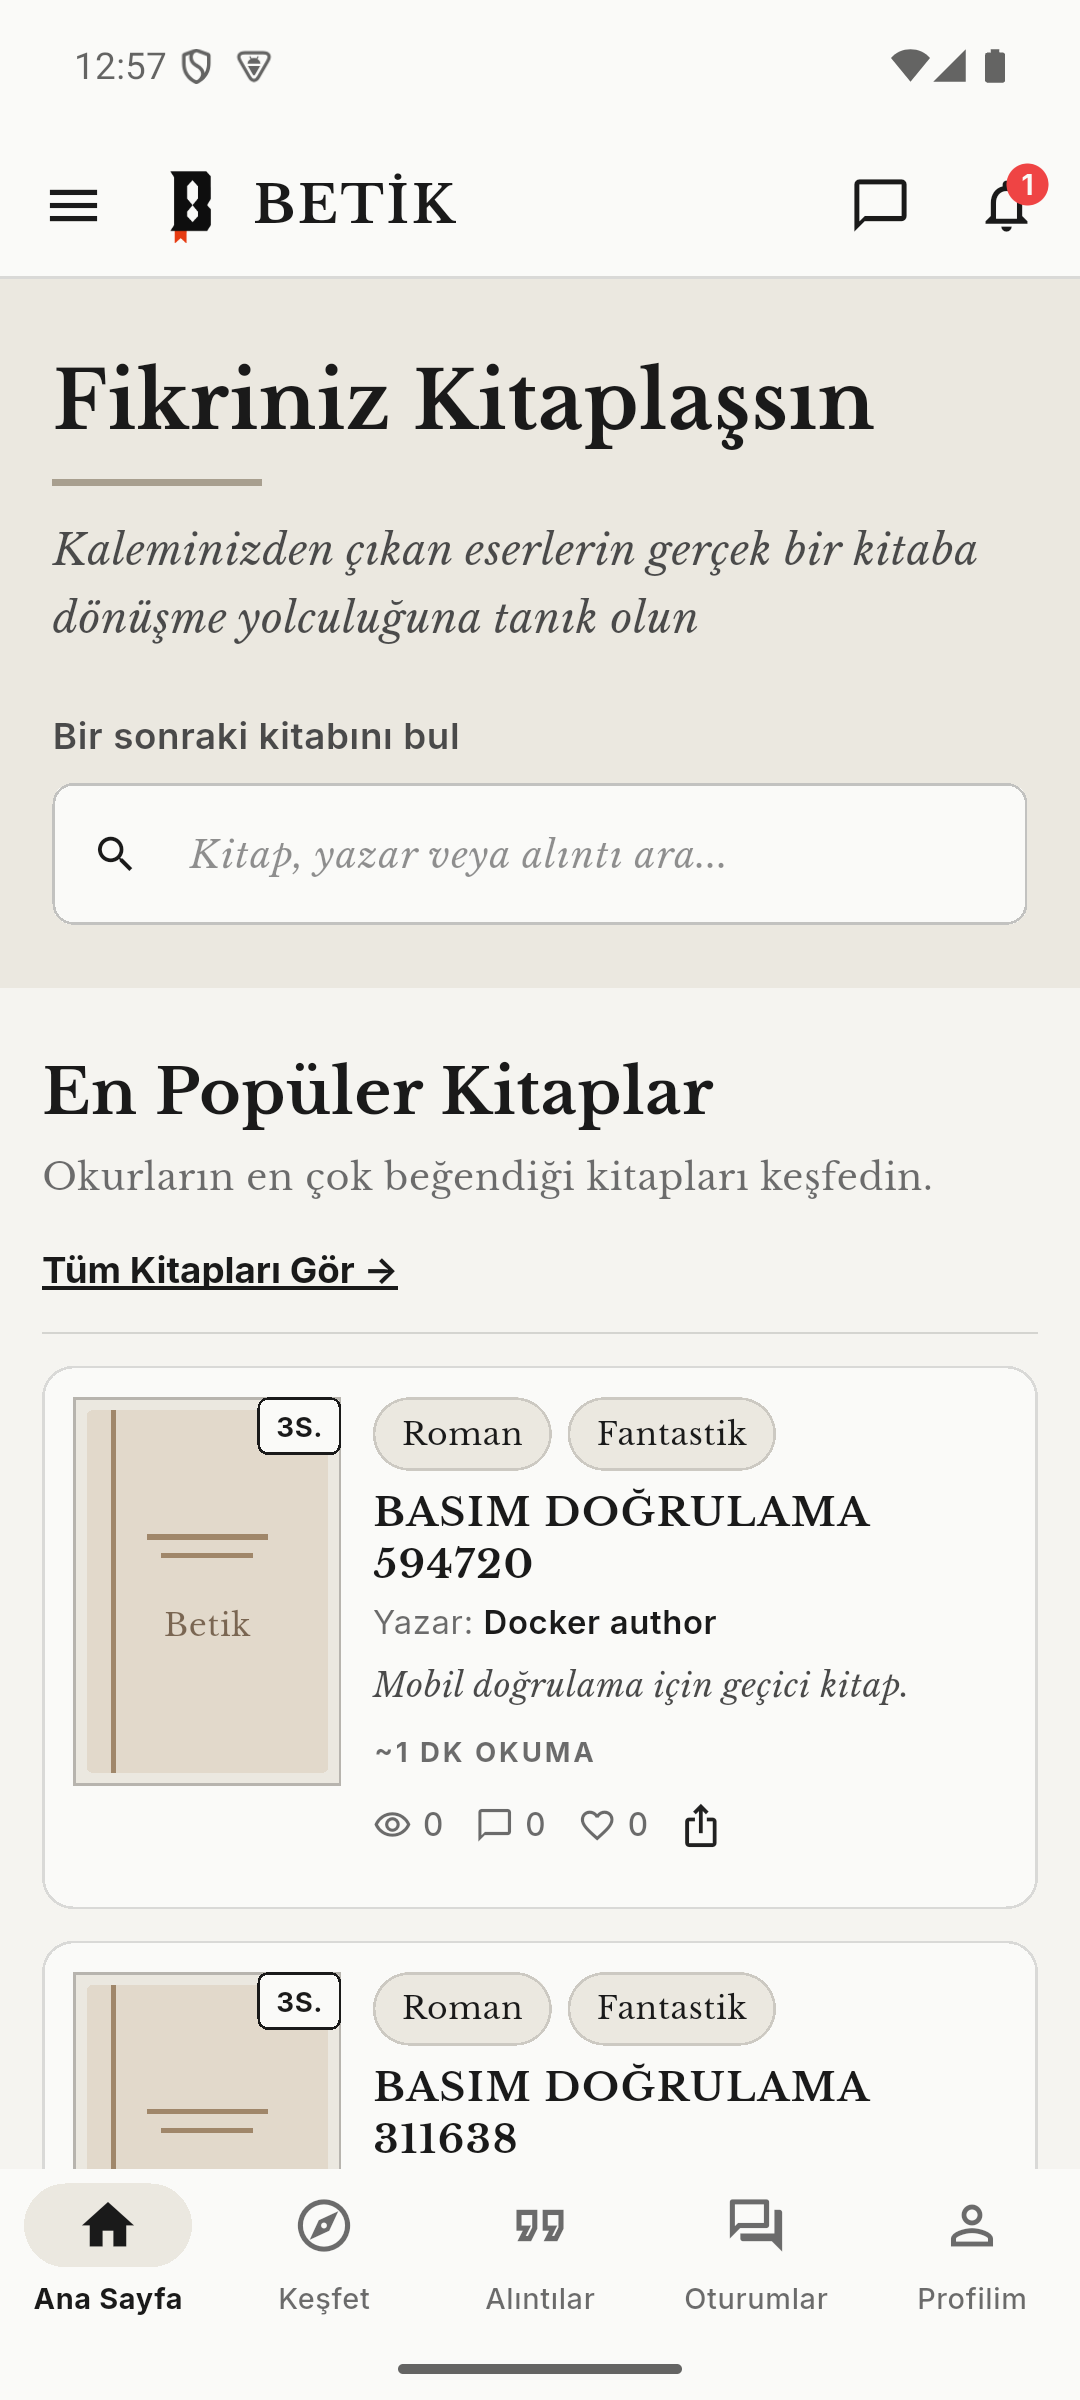 12:57
BETİK
1
Fikriniz Kitaplaşsın
Kaleminizden çıkan eserlerin gerçek bir kitaba
dönüşme yolculuğuna tanık olun
Bir sonraki kitabını bul
Kitap, yazar veya alıntı ara...
En Popüler Kitaplar
Okurların en çok beğendiği kitapları keşfedin.
Tüm Kitapları Gör →
3S.
Betik
Roman Fantastik
BASIM DOĞRULAMA
594720
Yazar: Docker author
Mobil doğrulama için geçici kitap.
~1 DK OKUMA
0 0 0
3S.
Roman Fantastik
BASIM DOĞRULAMA
311638
Ana Sayfa Keşfet Alıntılar Oturumlar Profilim